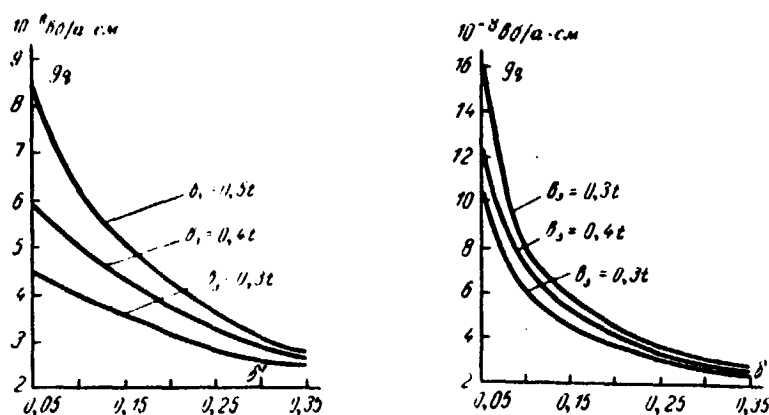 10⁻⁸ вб/а·см
9
g_q
8
7
6
5
4
3
2
b₁ = 0,5t
b₁ = 0,4t
b₁ = 0,3t
δ
0,05 0,15 0,25 0,35
10⁻⁸ вб/а·см
16
g_q
14
12
10
8
6
4
2
b₃ = 0,3t
b₃ = 0,4t
b₃ = 0,3t
δ
0,05 0,15 0,25 0,35